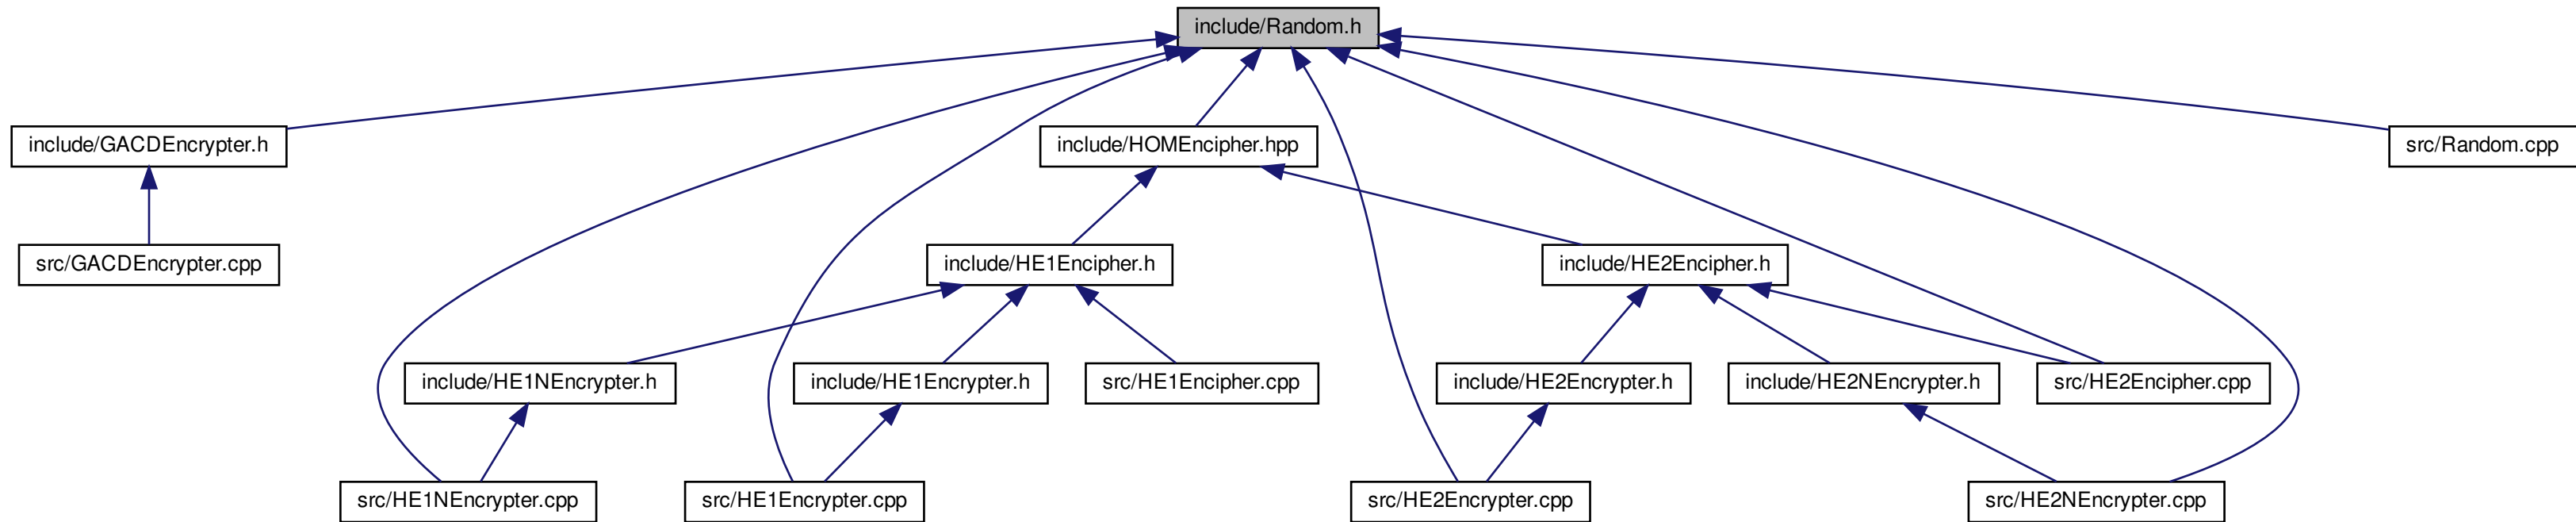 include/Random.h
include/GACDEncrypter.h
include/HOMEncipher.hpp
src/Random.cpp
src/GACDEncrypter.cpp
include/HE1Encipher.h
include/HE2Encipher.h
include/HE1NEncrypter.h
include/HE1Encrypter.h
src/HE1Encipher.cpp
include/HE2Encrypter.h
include/HE2NEncrypter.h
src/HE2Encipher.cpp
src/HE1NEncrypter.cpp
src/HE1Encrypter.cpp
src/HE2Encrypter.cpp
src/HE2NEncrypter.cpp